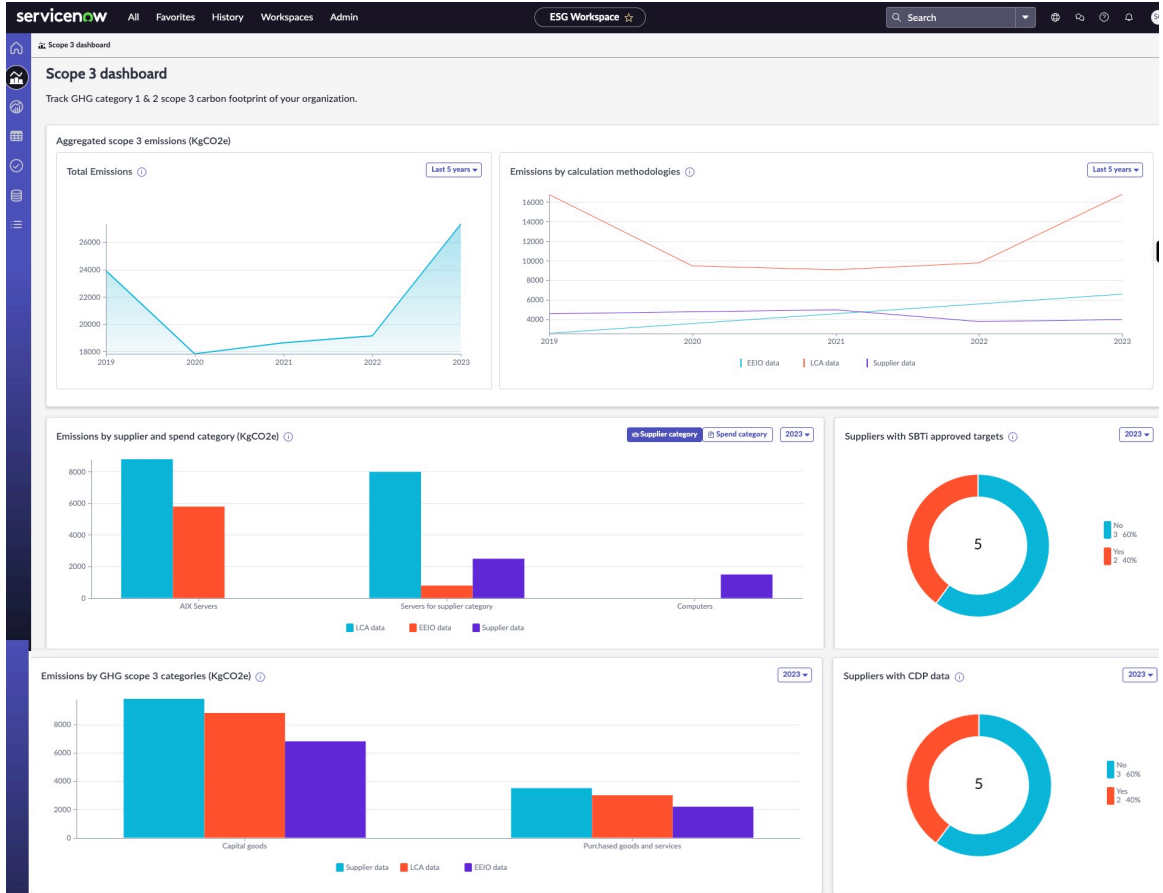 servicenow All Favorites History Workspaces Admin ESG Workspace Search
Scope 3 dashboard
Scope 3 dashboard
Track GHG category 1 & 2 scope 3 carbon footprint of your organization.
Aggregated scope 3 emissions (KgCO2e)
Total Emissions Last 5 years
26000
24000
22000
20000
18000
2019 2020 2021 2022 2023
Emissions by calculation methodologies Last 5 years
16000
14000
12000
10000
8000
6000
4000
2019 2020 2021 2022 2023
EEIO data LCA data Supplier data
Emissions by supplier and spend category (KgCO2e) Supplier category Spend category 2023
8000
6000
4000
2000
0
AIX Servers Servers for supplier category Computers
LCA data EEIO data Supplier data
Suppliers with SBTi approved targets 2023
5
No
3 60%
Yes
2 40%
Emissions by GHG scope 3 categories (KgCO2e) 2023
8000
6000
4000
2000
0
Capital goods Purchased goods and services
Supplier data LCA data EEIO data
Suppliers with CDP data 2023
5
No
3 60%
Yes
2 40%